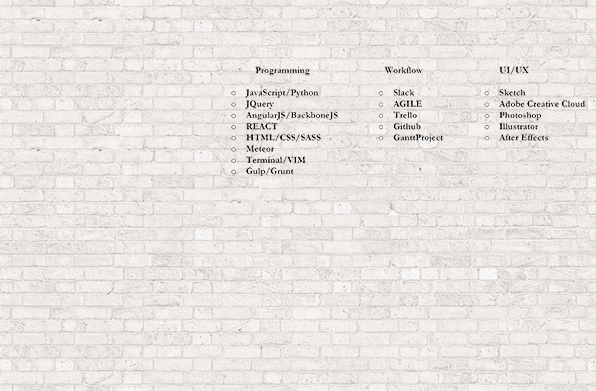 Programming
JavaScript/Python
JQuery
AngularJS/BackboneJS
REACT
HTML/CSS/SASS
Meteor
Terminal/VIM
Gulp/Grunt
Workflow
Slack
AGILE
Trello
Github
GanttProject
UI/UX
Sketch
Adobe Creative Cloud
Photoshop
Illustrator
After Effects